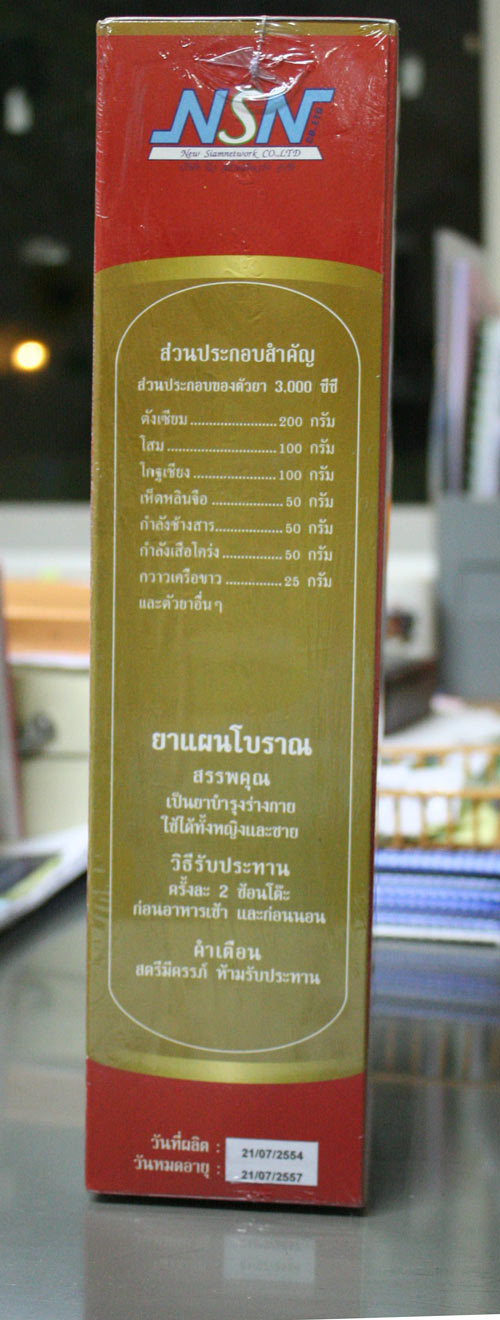 NSN CO.,LTD
New Siamnetwork CO.,LTD
ส่วนประกอบสำคัญ
ส่วนประกอบของตัวยา 3,000 ซีซี
ตังเซียม........................200 กรัม
โสม................................100 กรัม
โกฐเชียง.......................100 กรัม
เห็ดหลินจือ....................50 กรัม
กำลังช้างสาร...................50 กรัม
กำลังเสือโคร่ง.................50 กรัม
กวาวเครือขาว...............25 กรัม
และตัวยาอื่นๆ
ยาแผนโบราณ
สรรพคุณ
เป็นยาบำรุงร่างกาย
ใช้ได้ทั้งหญิงและชาย
วิธีรับประทาน
ครั้งละ 2 ช้อนโต๊ะ
ก่อนอาหารเช้า และก่อนนอน
คำเตือน
สตรีมีครรภ์ ห้ามรับประทาน
วันที่ผลิต : 21/07/2554
วันหมดอายุ : 21/07/2557